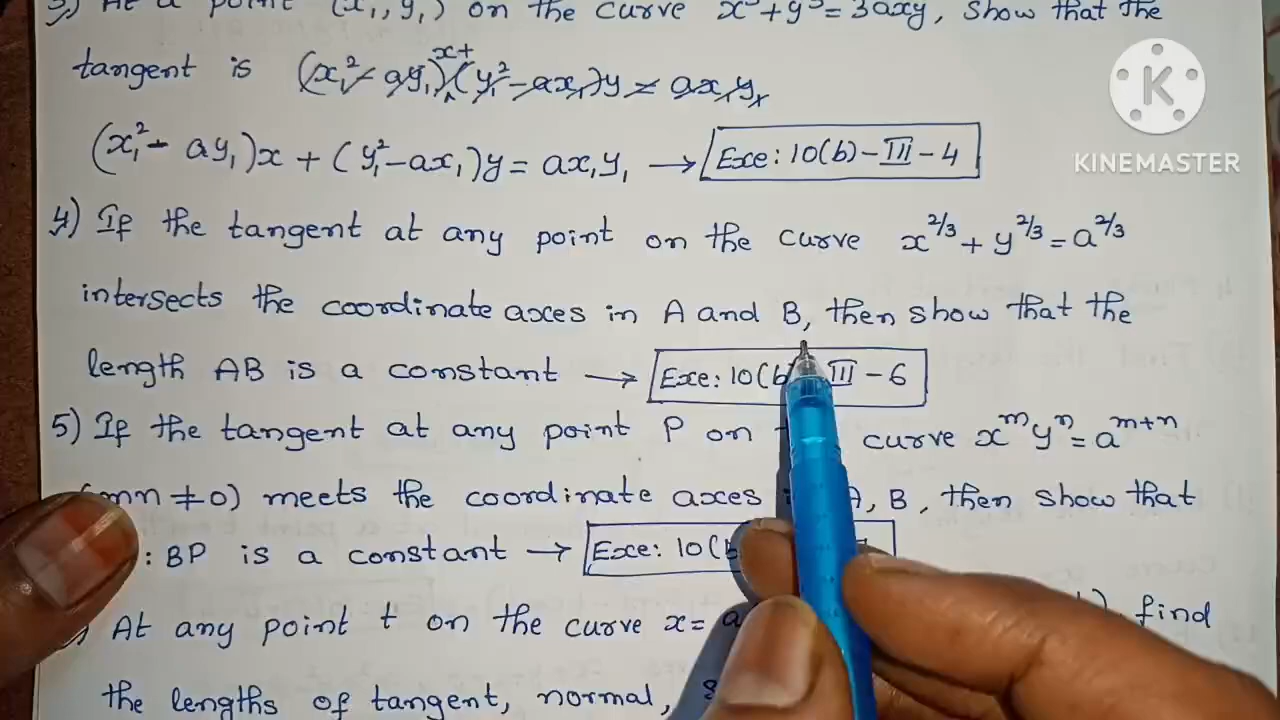 3) At a point (x₁, y₁) on the curve x³+y³=3axy, show that the
tangent is (x₁² - ay₁)x + (y₁² - ax₁)y = ax₁y₁
(x₁² - ay₁)x + (y₁² - ax₁)y = ax₁y₁ → Exe: 10(b)-III-4
4) If the tangent at any point on the curve x^2/3 + y^2/3 = a^2/3
intersects the coordinate axes in A and B, then show that the
length AB is a constant → Exe: 10(b) III - 6
5) If the tangent at any point P on curve x^m y^n = a^m+n
(mn ≠ 0) meets the coordinate axes A, B, then show that
: BP is a constant → Exe: 10(b
) At any point t on the curve x= a find
the lengths of tangent, normal,
K
KINEMASTER